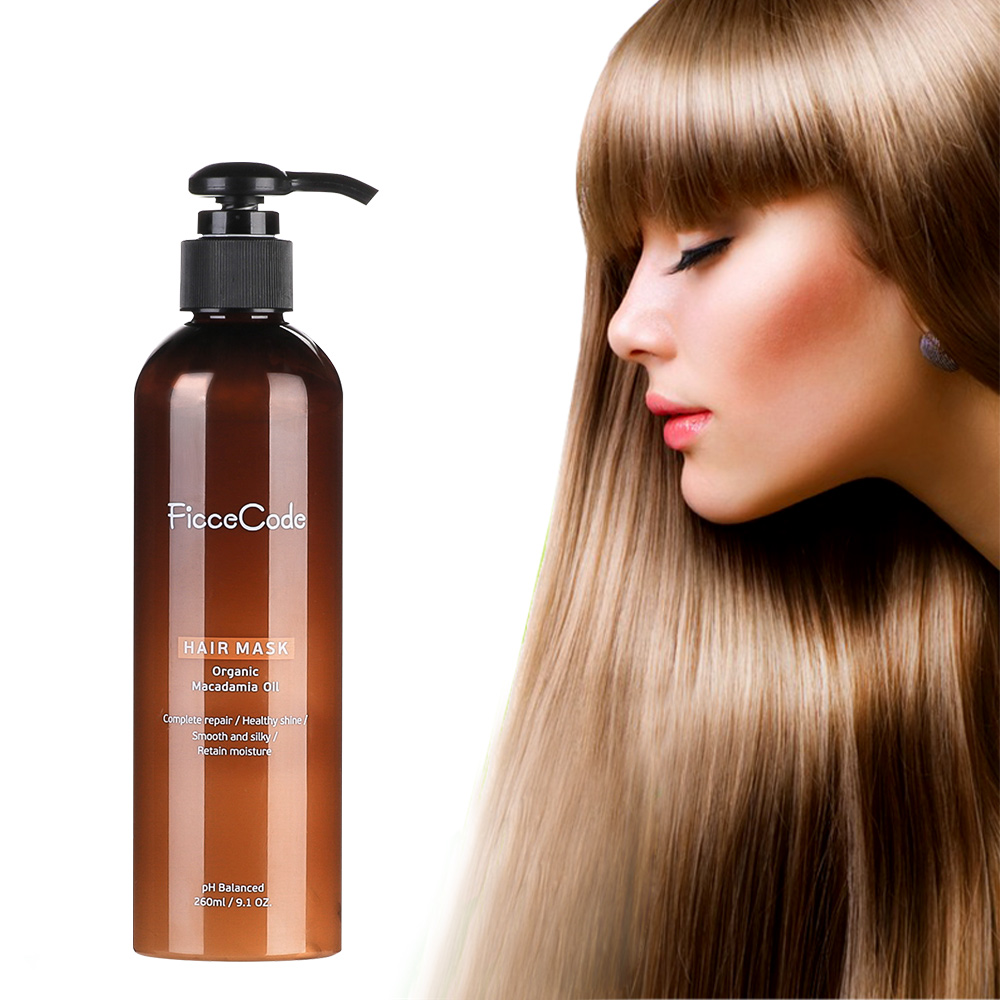 FicceCode
HAIR MASK
Organic
Macadamia Oil
Complete repair / Healthy shine /
Smooth and silky /
Retain moisture
pH Balanced
260ml / 9.1 OZ.